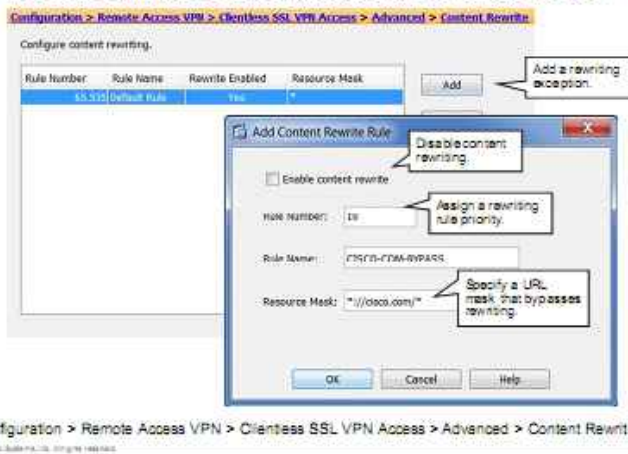 Configuration > Remote Access VPN > Clientless SSL VPN Access > Advanced > Content Rewrite
Configure content rewriting.
Rule Number Rule Name Rewrite Enabled Resource Mask
65,535 Default Rule Yes *
Add
Add a rewriting exception.
Add Content Rewrite Rule
Disable content rewriting.
Enable content rewrite
Assign a rewriting rule priority.
Rule Number: 10
Rule Name: CISCO-COM-BYPASS
Resource Mask: *://cisco.com/*
Specify a URL mask that bypasses rewriting.
OK Cancel Help
figuration > Remote Access VPN > Clientless SSL VPN Access > Advanced > Content Rewrit